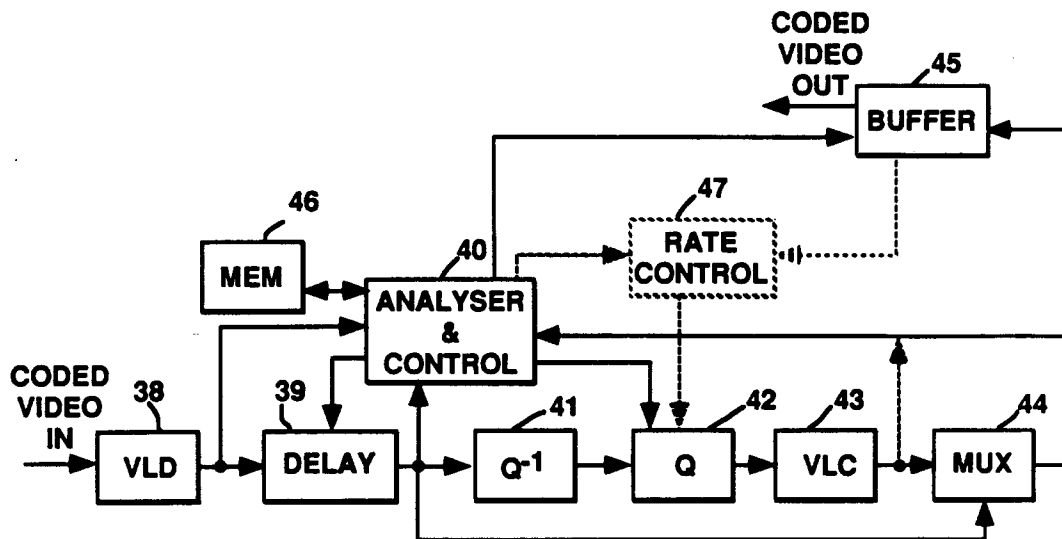 CODED
VIDEO
OUT
45
BUFFER
47
RATE
CONTROL
46
MEM
40
ANALYSER
&
CONTROL
CODED
VIDEO
IN
38
VLD
39
DELAY
41
Q-1
42
Q
43
VLC
44
MUX